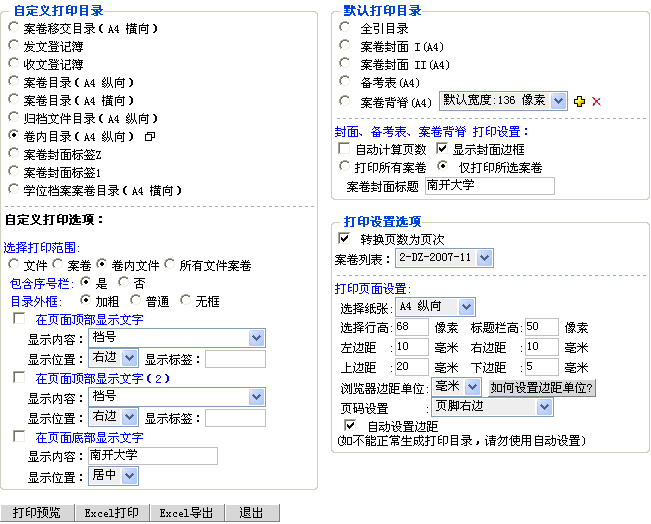 自定义打印目录
案卷移交目录(A4 横向)
发文登记簿
收文登记簿
案卷目录(A4 纵向)
案卷目录(A4 横向)
归档文件目录(A4 纵向)
卷内目录(A4 纵向)
案卷封面标签Z
案卷封面标签1
学位档案案卷目录(A4 横向)
自定义打印选项：
选择打印范围:
文件 案卷 卷内文件 所有文件案卷
包含序号栏: 是 否
目录外框: 加粗 普通 无框
在页面顶部显示文字
显示内容: 档号
显示位置: 右边 显示标签:
在页面顶部显示文字(2)
显示内容: 档号
显示位置: 右边 显示标签:
在页面底部显示文字
显示内容: 南开大学
显示位置: 居中
打印预览 Excel打印 Excel导出 退出
默认打印目录
全引目录
案卷封面 I(A4)
案卷封面 II(A4)
备考表(A4)
案卷背脊(A4) 默认宽度:136 像素
封面、备考表、案卷背脊 打印设置:
自动计算页数 显示封面边框
打印所有案卷 仅打印所选案卷
案卷封面标题 南开大学
打印设置选项
转换页数为页次
案卷列表: 2-DZ-2007-11
打印页面设置:
选择纸张: A4 纵向
选择行高: 68 像素 标题栏高: 50 像素
左边距 : 10 毫米 右边距 : 10 毫米
上边距 : 20 毫米 下边距 : 5 毫米
浏览器边距单位: 毫米 如何设置边距单位?
页码设置 : 页脚右边
自动设置边距
(如不能正常生成打印目录，请勿使用自动设置)